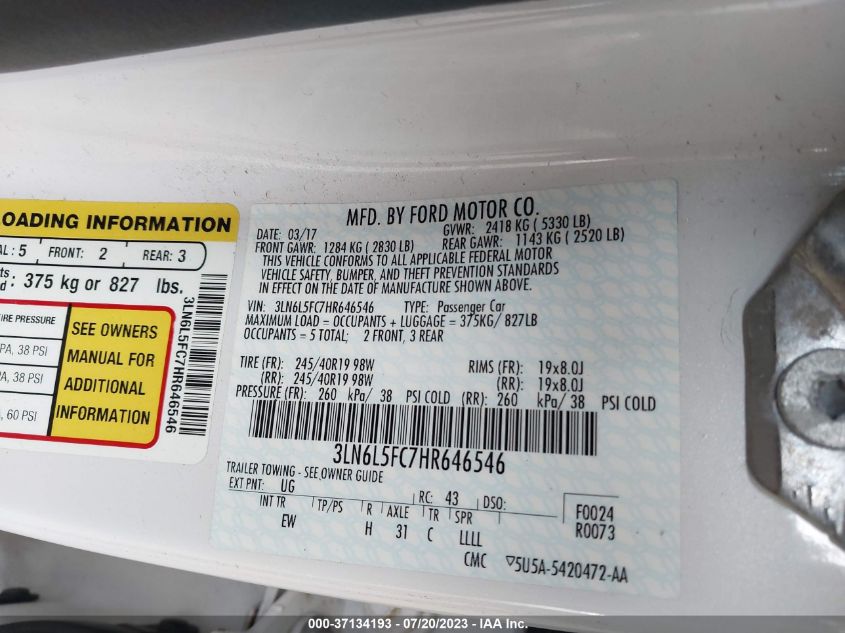 LOADING INFORMATION
AL: 5 FRONT: 2 REAR: 3
375 kg or 827 lbs.
3LN6L5FC7HR646546
IRE PRESSURE
PA, 38 PSI
PA, 38 PSI
, 60 PSI
SEE OWNERS
MANUAL FOR
ADDITIONAL
INFORMATION
MFD. BY FORD MOTOR CO.
DATE: 03/17 GVWR: 2418 KG ( 5330 LB)
FRONT GAWR: 1284 KG ( 2830 LB) REAR GAWR: 1143 KG ( 2520 LB)
THIS VEHICLE CONFORMS TO ALL APPLICABLE FEDERAL MOTOR
VEHICLE SAFETY, BUMPER, AND THEFT PREVENTION STANDARDS
IN EFFECT ON THE DATE OF MANUFACTURE SHOWN ABOVE.
VIN: 3LN6L5FC7HR646546 TYPE: Passenger Car
MAXIMUM LOAD = OCCUPANTS + LUGGAGE = 375KG/ 827LB
OCCUPANTS = 5 TOTAL; 2 FRONT, 3 REAR
TIRE (FR): 245/40R19 98W RIMS (FR): 19x8.0J
(RR): 245/40R19 98W (RR): 19x8.0J
PRESSURE (FR): 260 kPa/ 38 PSI COLD (RR): 260 kPa/ 38 PSI COLD
3LN6L5FC7HR646546
TRAILER TOWING - SEE OWNER GUIDE
EXT PNT: UG RC: 43 DSO: F0024
INT TR TP/PS R AXLE TR SPR R0073
EW H 31 C LLLL
CMC ▽5U5A-5420472-AA
000-37134193 - 07/20/2023 - IAA Inc.